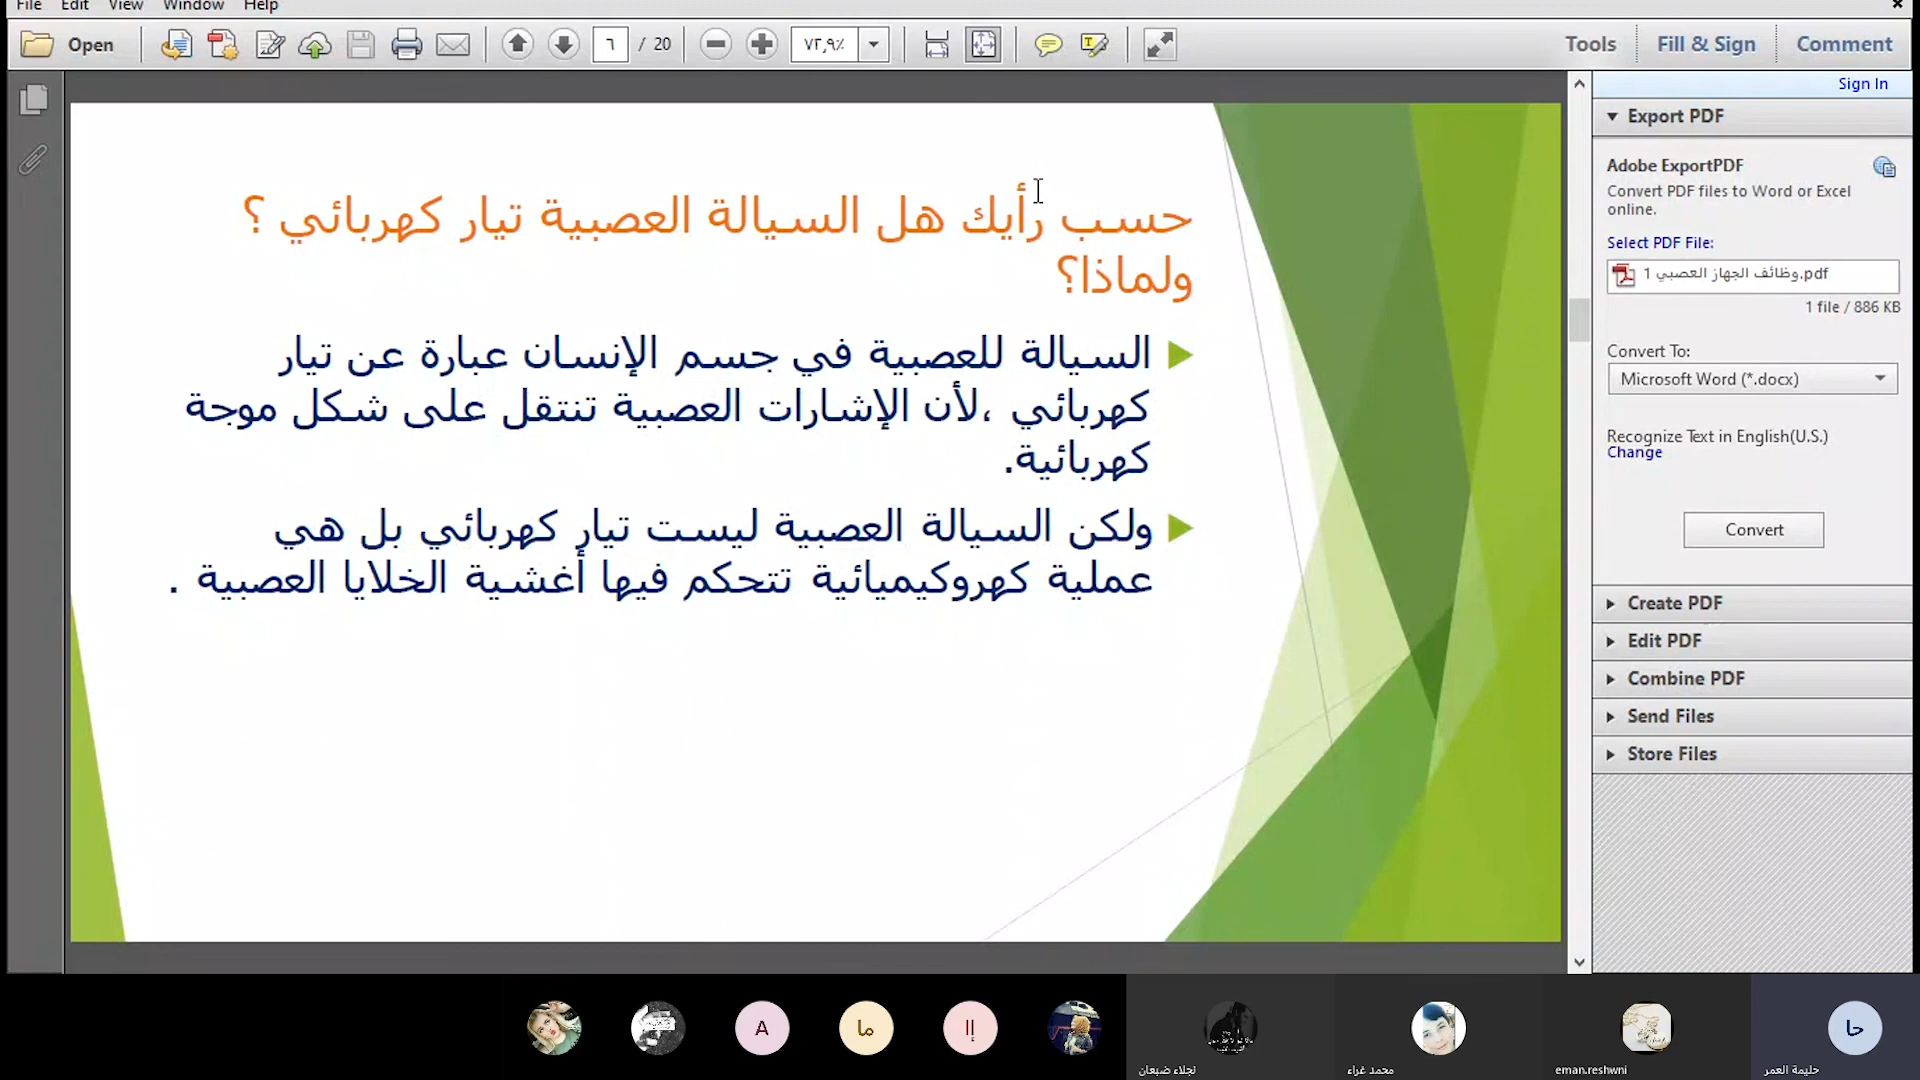 File Edit View Window Help
Open ٦ / 20 ٧٣,٩٪ Tools Fill & Sign Comment
Sign In
Export PDF
Adobe ExportPDF
Convert PDF files to Word or Excel
online.
Select PDF File:
وظائف الجهاز العصبي 1.pdf
1 file / 886 KB
Convert To:
Microsoft Word (*.docx)
Recognize Text in English(U.S.)
Change
Convert
Create PDF
Edit PDF
Combine PDF
Send Files
Store Files
حسب رأيك هل السيالة العصبية تيار كهربائي ؟
ولماذا؟
السيالة للعصبية في جسم الإنسان عبارة عن تيار
كهربائي ،لأن الإشارات العصبية تنتقل على شكل موجة
كهربائية.
ولكن السيالة العصبية ليست تيار كهربائي بل هي
عملية كهروكيميائية تتحكم فيها أغشية الخلايا العصبية .
A
ما
إا
حا
نجلاء ضبعان
محمد غراء
eman.reshwni
حليمة العمر